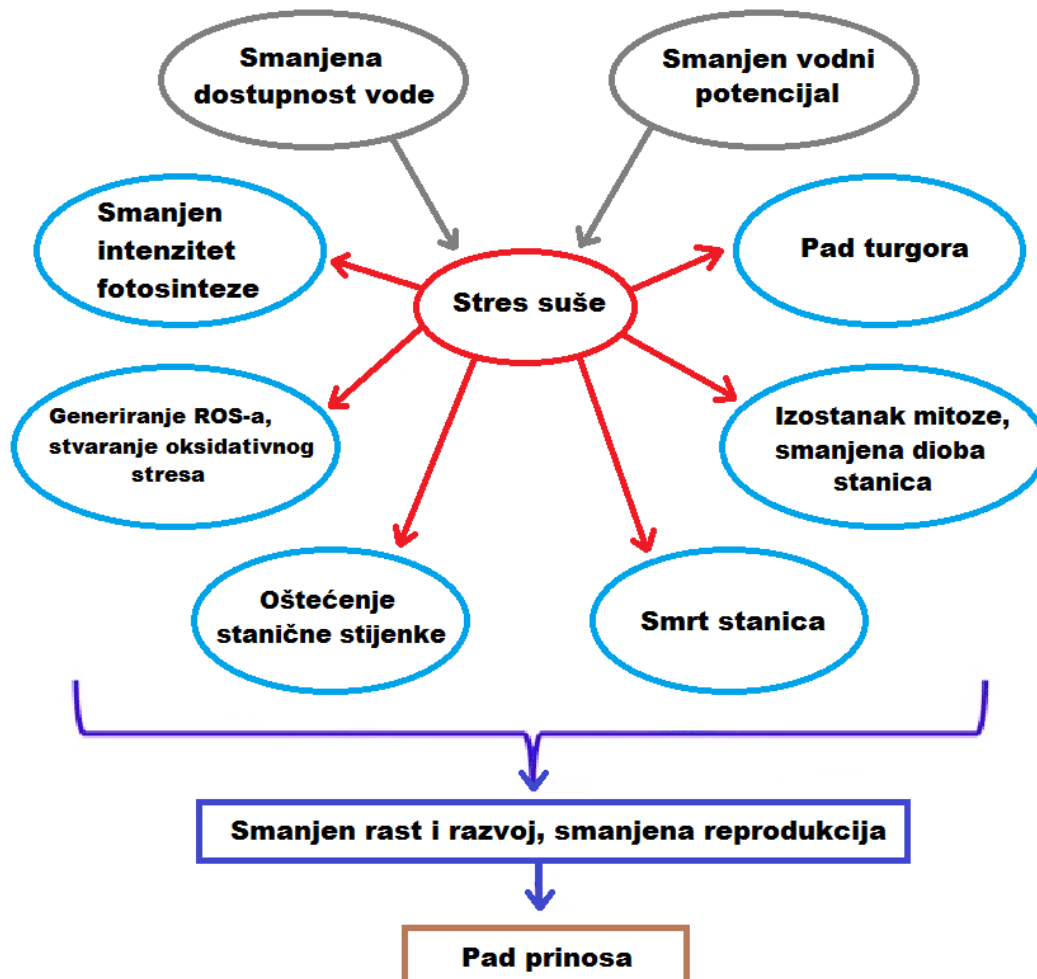 Smanjena
dostupnost vode
Smanjen vodni
potencijal
Smanjen
intenzitet
fotosinteze
Stres suše
Pad turgora
Generiranje ROS-a,
stvaranje oksidativnog
stresa
Izostanak mitoze,
smanjena dioba
stanica
Oštećenje
stanične stijenke
Smrt stanica
Smanjen rast i razvoj, smanjena reprodukcija
Pad prinosa